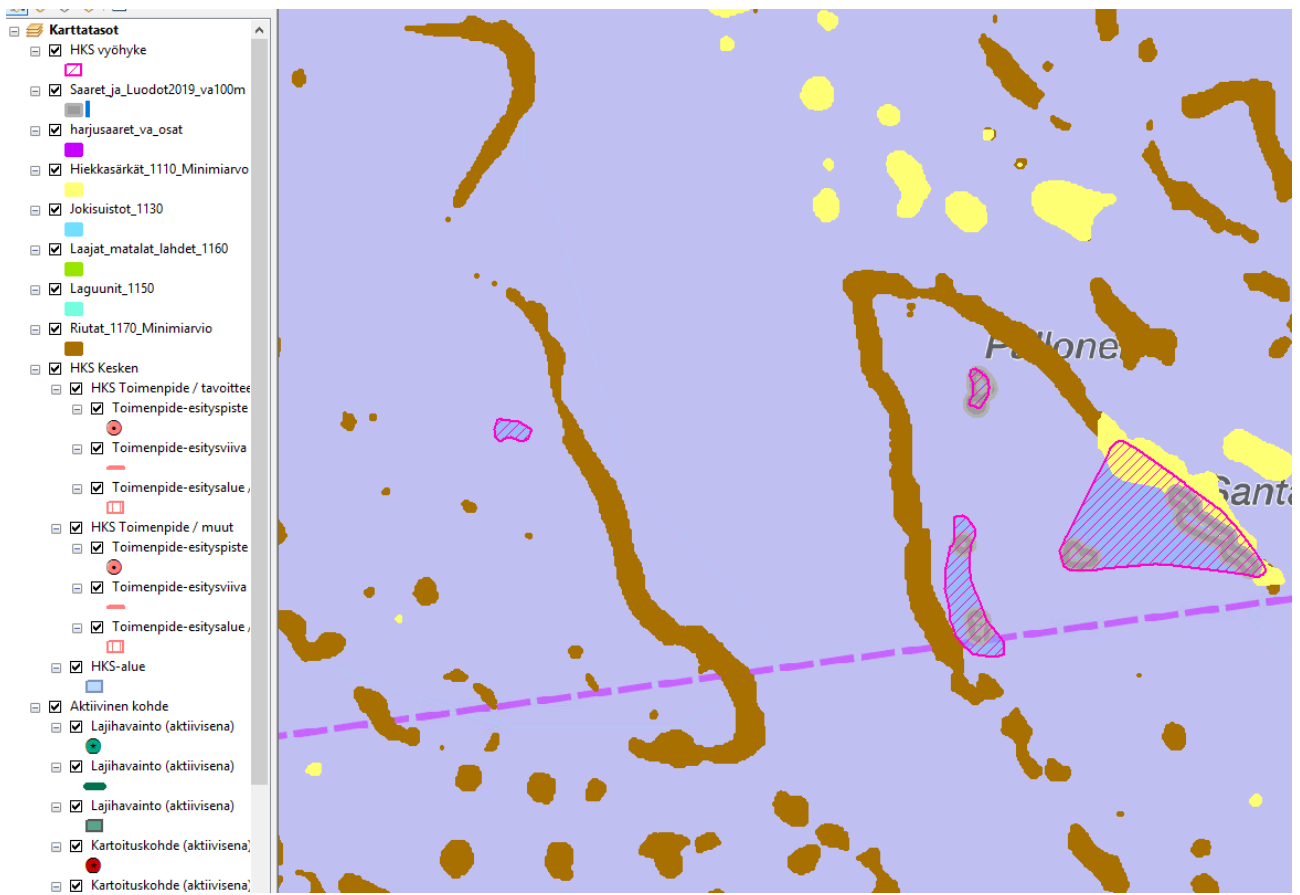 Karttatasot
HKS vyöhyke
Saaret_ja_Luodot2019_va100m
harjusaaret_va_osat
Hiekkasärkät_1110_Minimiarvo
Jokisuistot_1130
Laajat_matalat_lahdet_1160
Laguunit_1150
Riutat_1170_Minimiarvio
HKS Kesken
HKS Toimenpide / tavoittee
Toimenpide-esityspiste
Toimenpide-esitysviiva
Toimenpide-esitysalue /
HKS Toimenpide / muut
Toimenpide-esityspiste
Toimenpide-esitysviiva
Toimenpide-esitysalue /
HKS-alue
Aktiivinen kohde
Lajihavainto (aktiivisena)
Lajihavainto (aktiivisena)
Lajihavainto (aktiivisena)
Kartoituskohde (aktiivisena)
Kartoituskohde (aktiivisena)
Santa